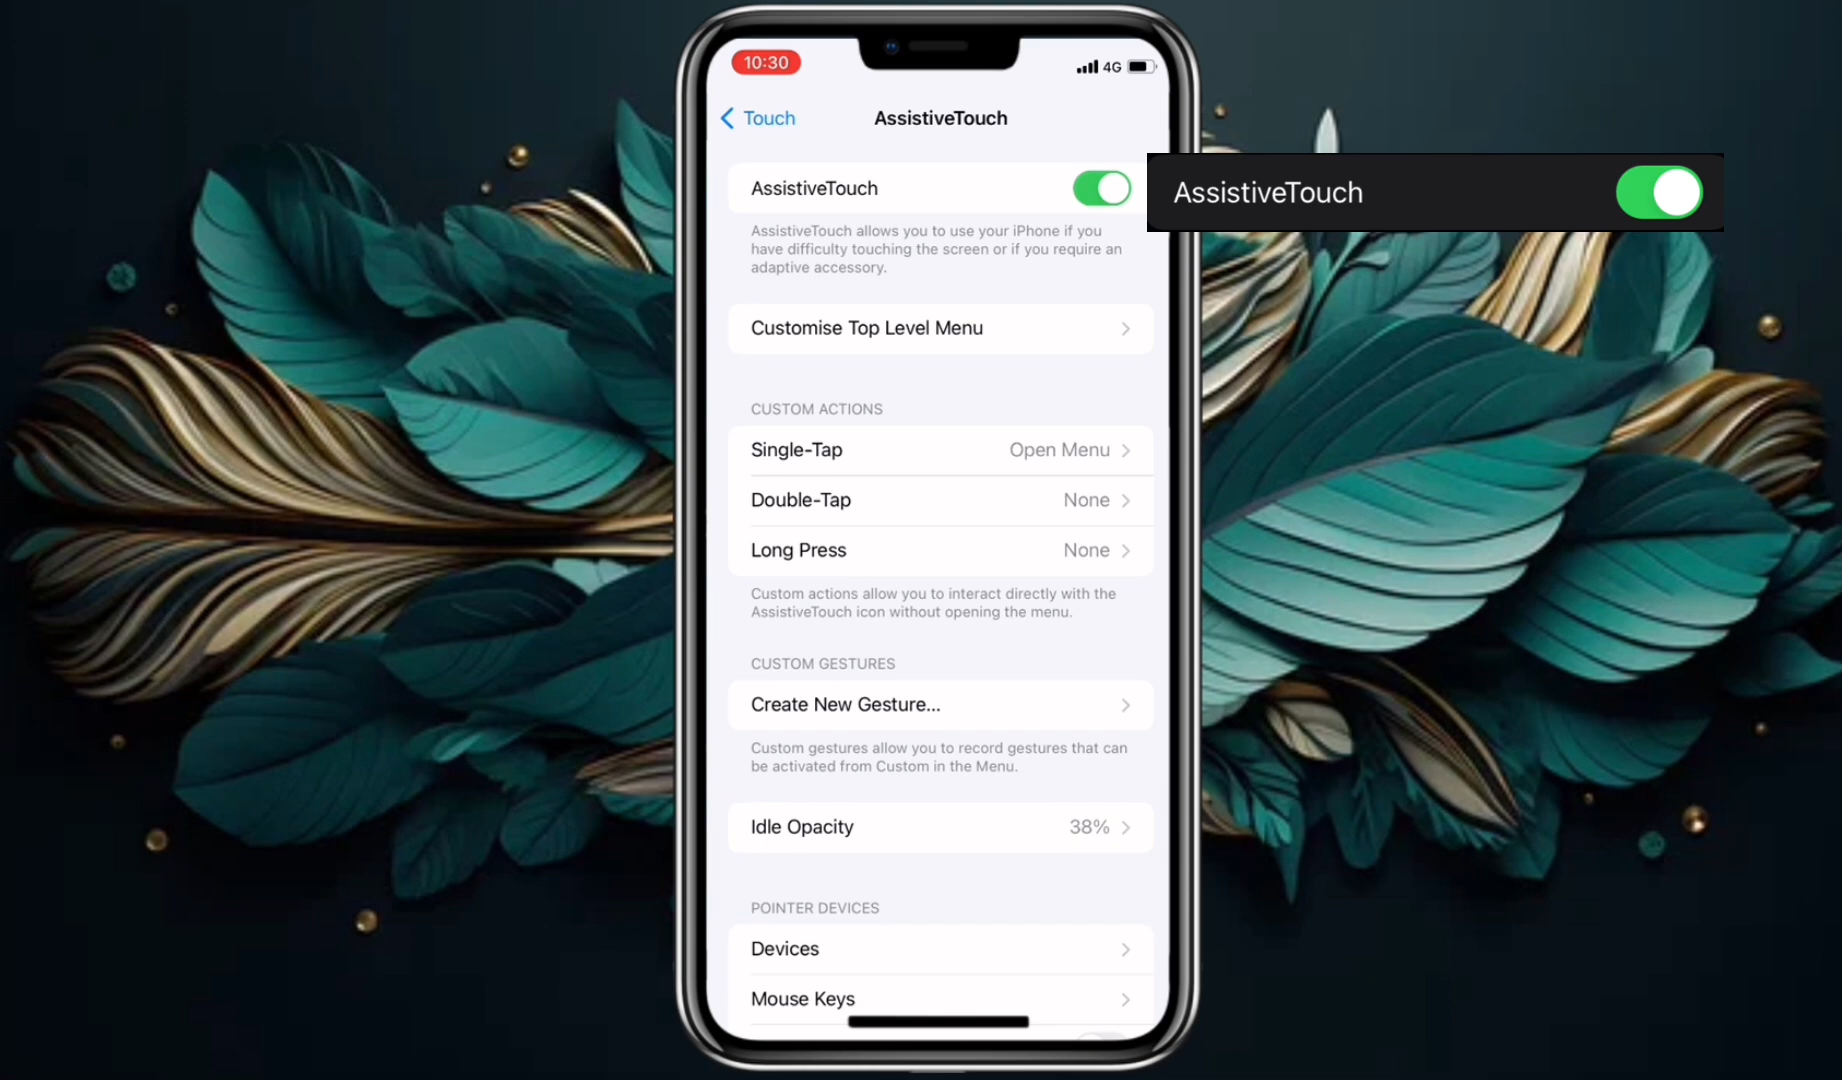 10:30
4G
Touch
AssistiveTouch
AssistiveTouch
AssistiveTouch
AssistiveTouch allows you to use your iPhone if you
have difficulty touching the screen or if you require an
adaptive accessory.
Customise Top Level Menu
CUSTOM ACTIONS
Single-Tap Open Menu
Double-Tap None
Long Press None
Custom actions allow you to interact directly with the
AssistiveTouch icon without opening the menu.
CUSTOM GESTURES
Create New Gesture...
Custom gestures allow you to record gestures that can
be activated from Custom in the Menu.
Idle Opacity 38%
POINTER DEVICES
Devices
Mouse Keys